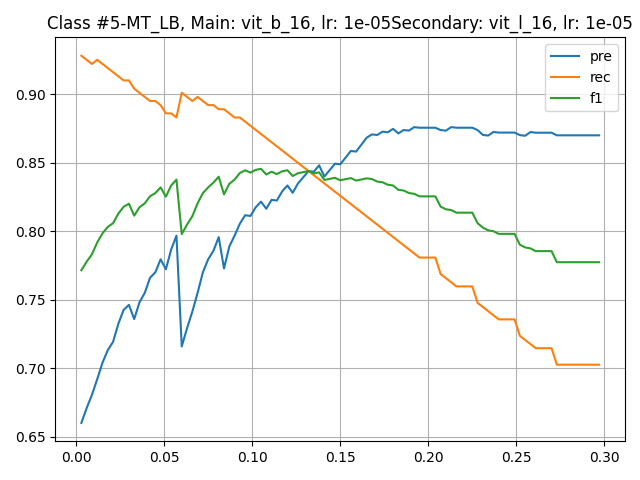 Class #5-MT_LB, Main: vit_b_16, lr: 1e-05Secondary: vit_l_16, lr: 1e-05
pre
rec
f1
0.90
0.85
0.80
0.75
0.70
0.65
0.00 0.05 0.10 0.15 0.20 0.25 0.30